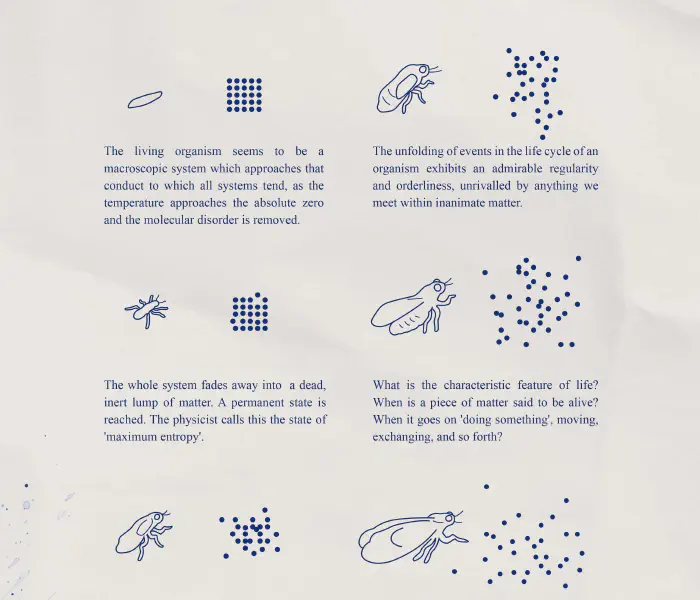 The living organism seems to be a
macroscopic system which approaches that
conduct to which all systems tend, as the
temperature approaches the absolute zero
and the molecular disorder is removed.
The unfolding of events in the life cycle of an
organism exhibits an admirable regularity
and orderliness, unrivalled by anything we
meet within inanimate matter.
The whole system fades away into a dead,
inert lump of matter. A permanent state is
reached. The physicist calls this the state of
'maximum entropy'.
What is the characteristic feature of life?
When is a piece of matter said to be alive?
When it goes on 'doing something', moving,
exchanging, and so forth?